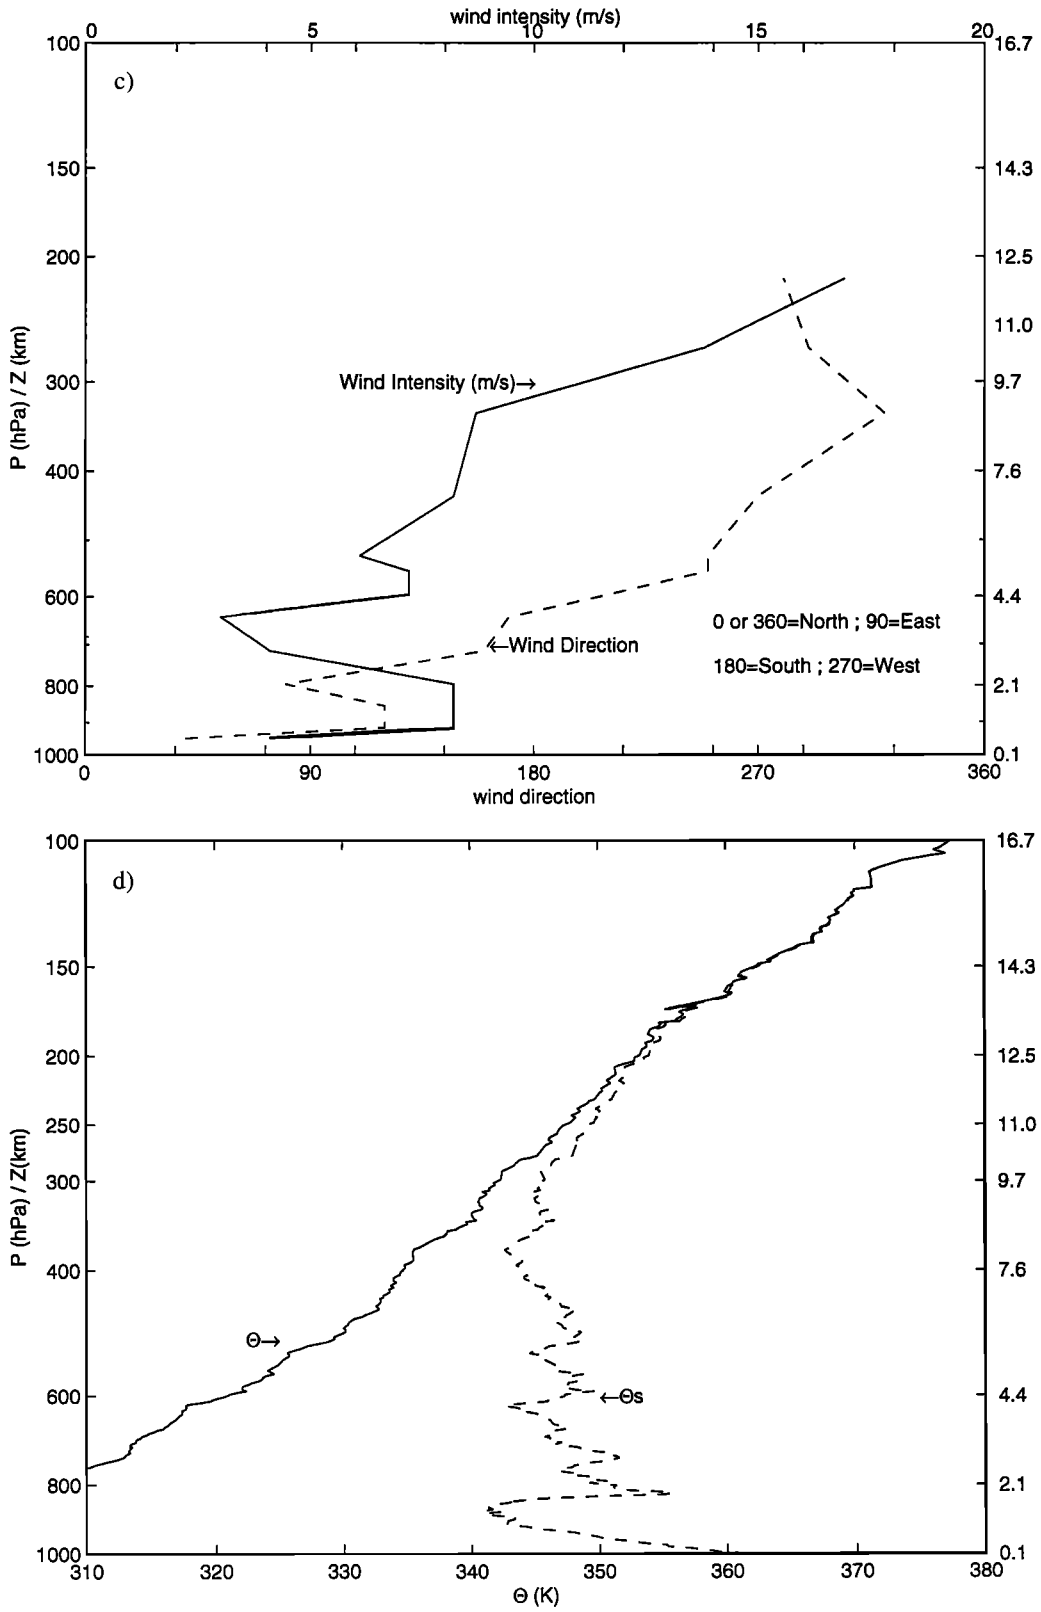 wind intensity (m/s)
0 5 10 15 20
100 16.7
c)
150 14.3
200 12.5
11.0
P (hPa) / Z (km)
Wind Intensity (m/s)→
300 9.7
400 7.6
600 4.4
0 or 360=North ; 90=East
←Wind Direction
180=South ; 270=West
800 2.1
1000 0.1
0 90 180 270 360
wind direction
100 16.7
d)
150 14.3
200 12.5
250 11.0
P (hPa) / Z(km)
300 9.7
400 7.6
Θ→
600 4.4
←Θs
800 2.1
1000 0.1
310 320 330 340 350 360 370 380
Θ (K)